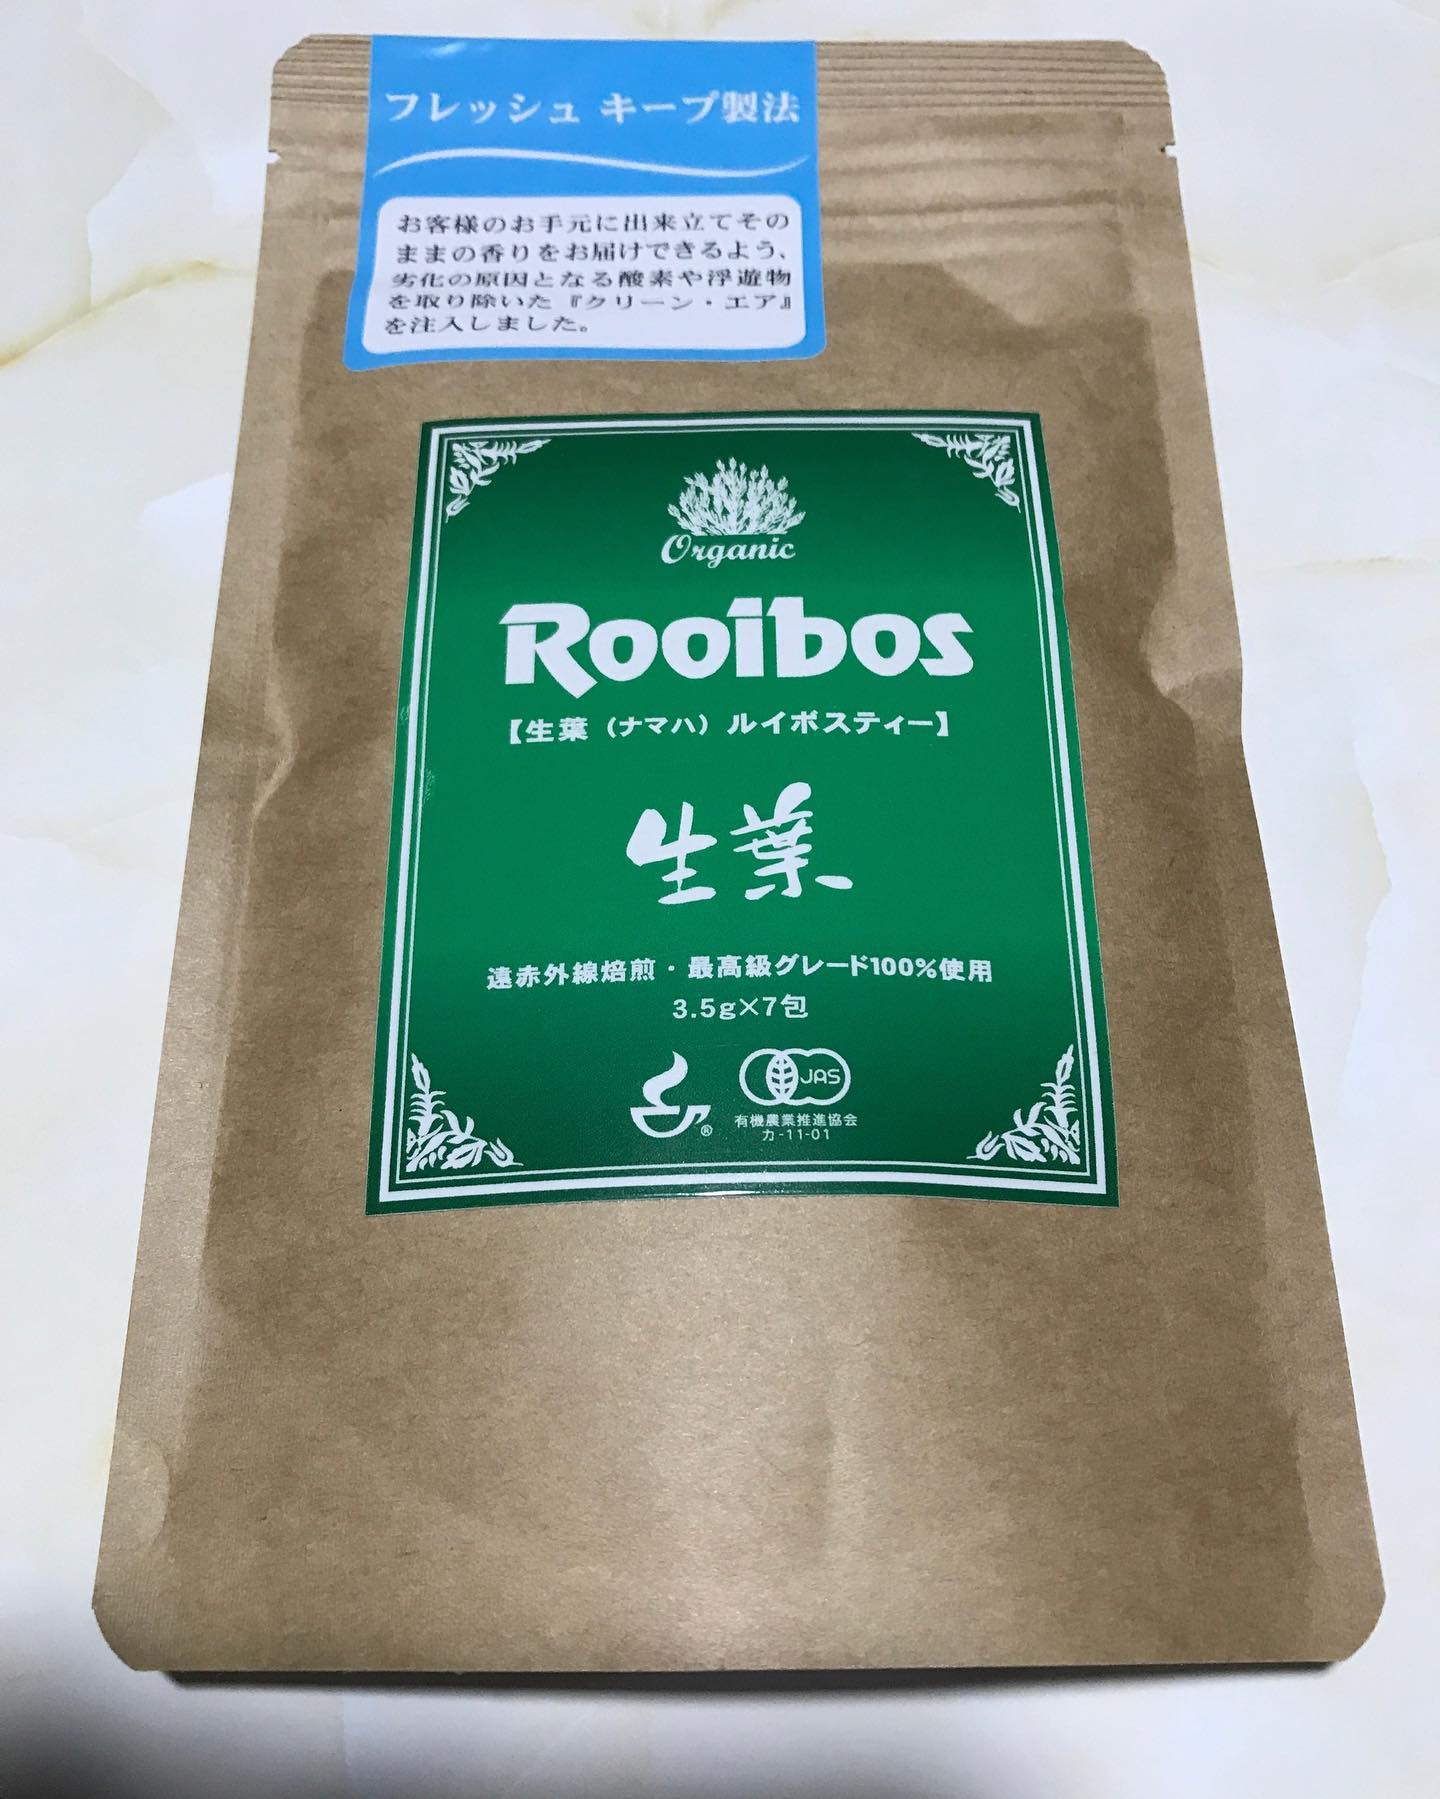 フレッシュ キープ製法
お客様のお手元に出来立てその
ままの香りをお届けできるよう、
劣化の原因となる酸素や浮遊物
を取り除いた『クリーン・エア』
を注入しました。
Organic
Rooibos
【生葉（ナマハ）ルイボスティー】
生葉
遠赤外線焙煎・最高級グレード100%使用
3.5g×7包
®
JAS
有機農業推進協会
カ-11-01